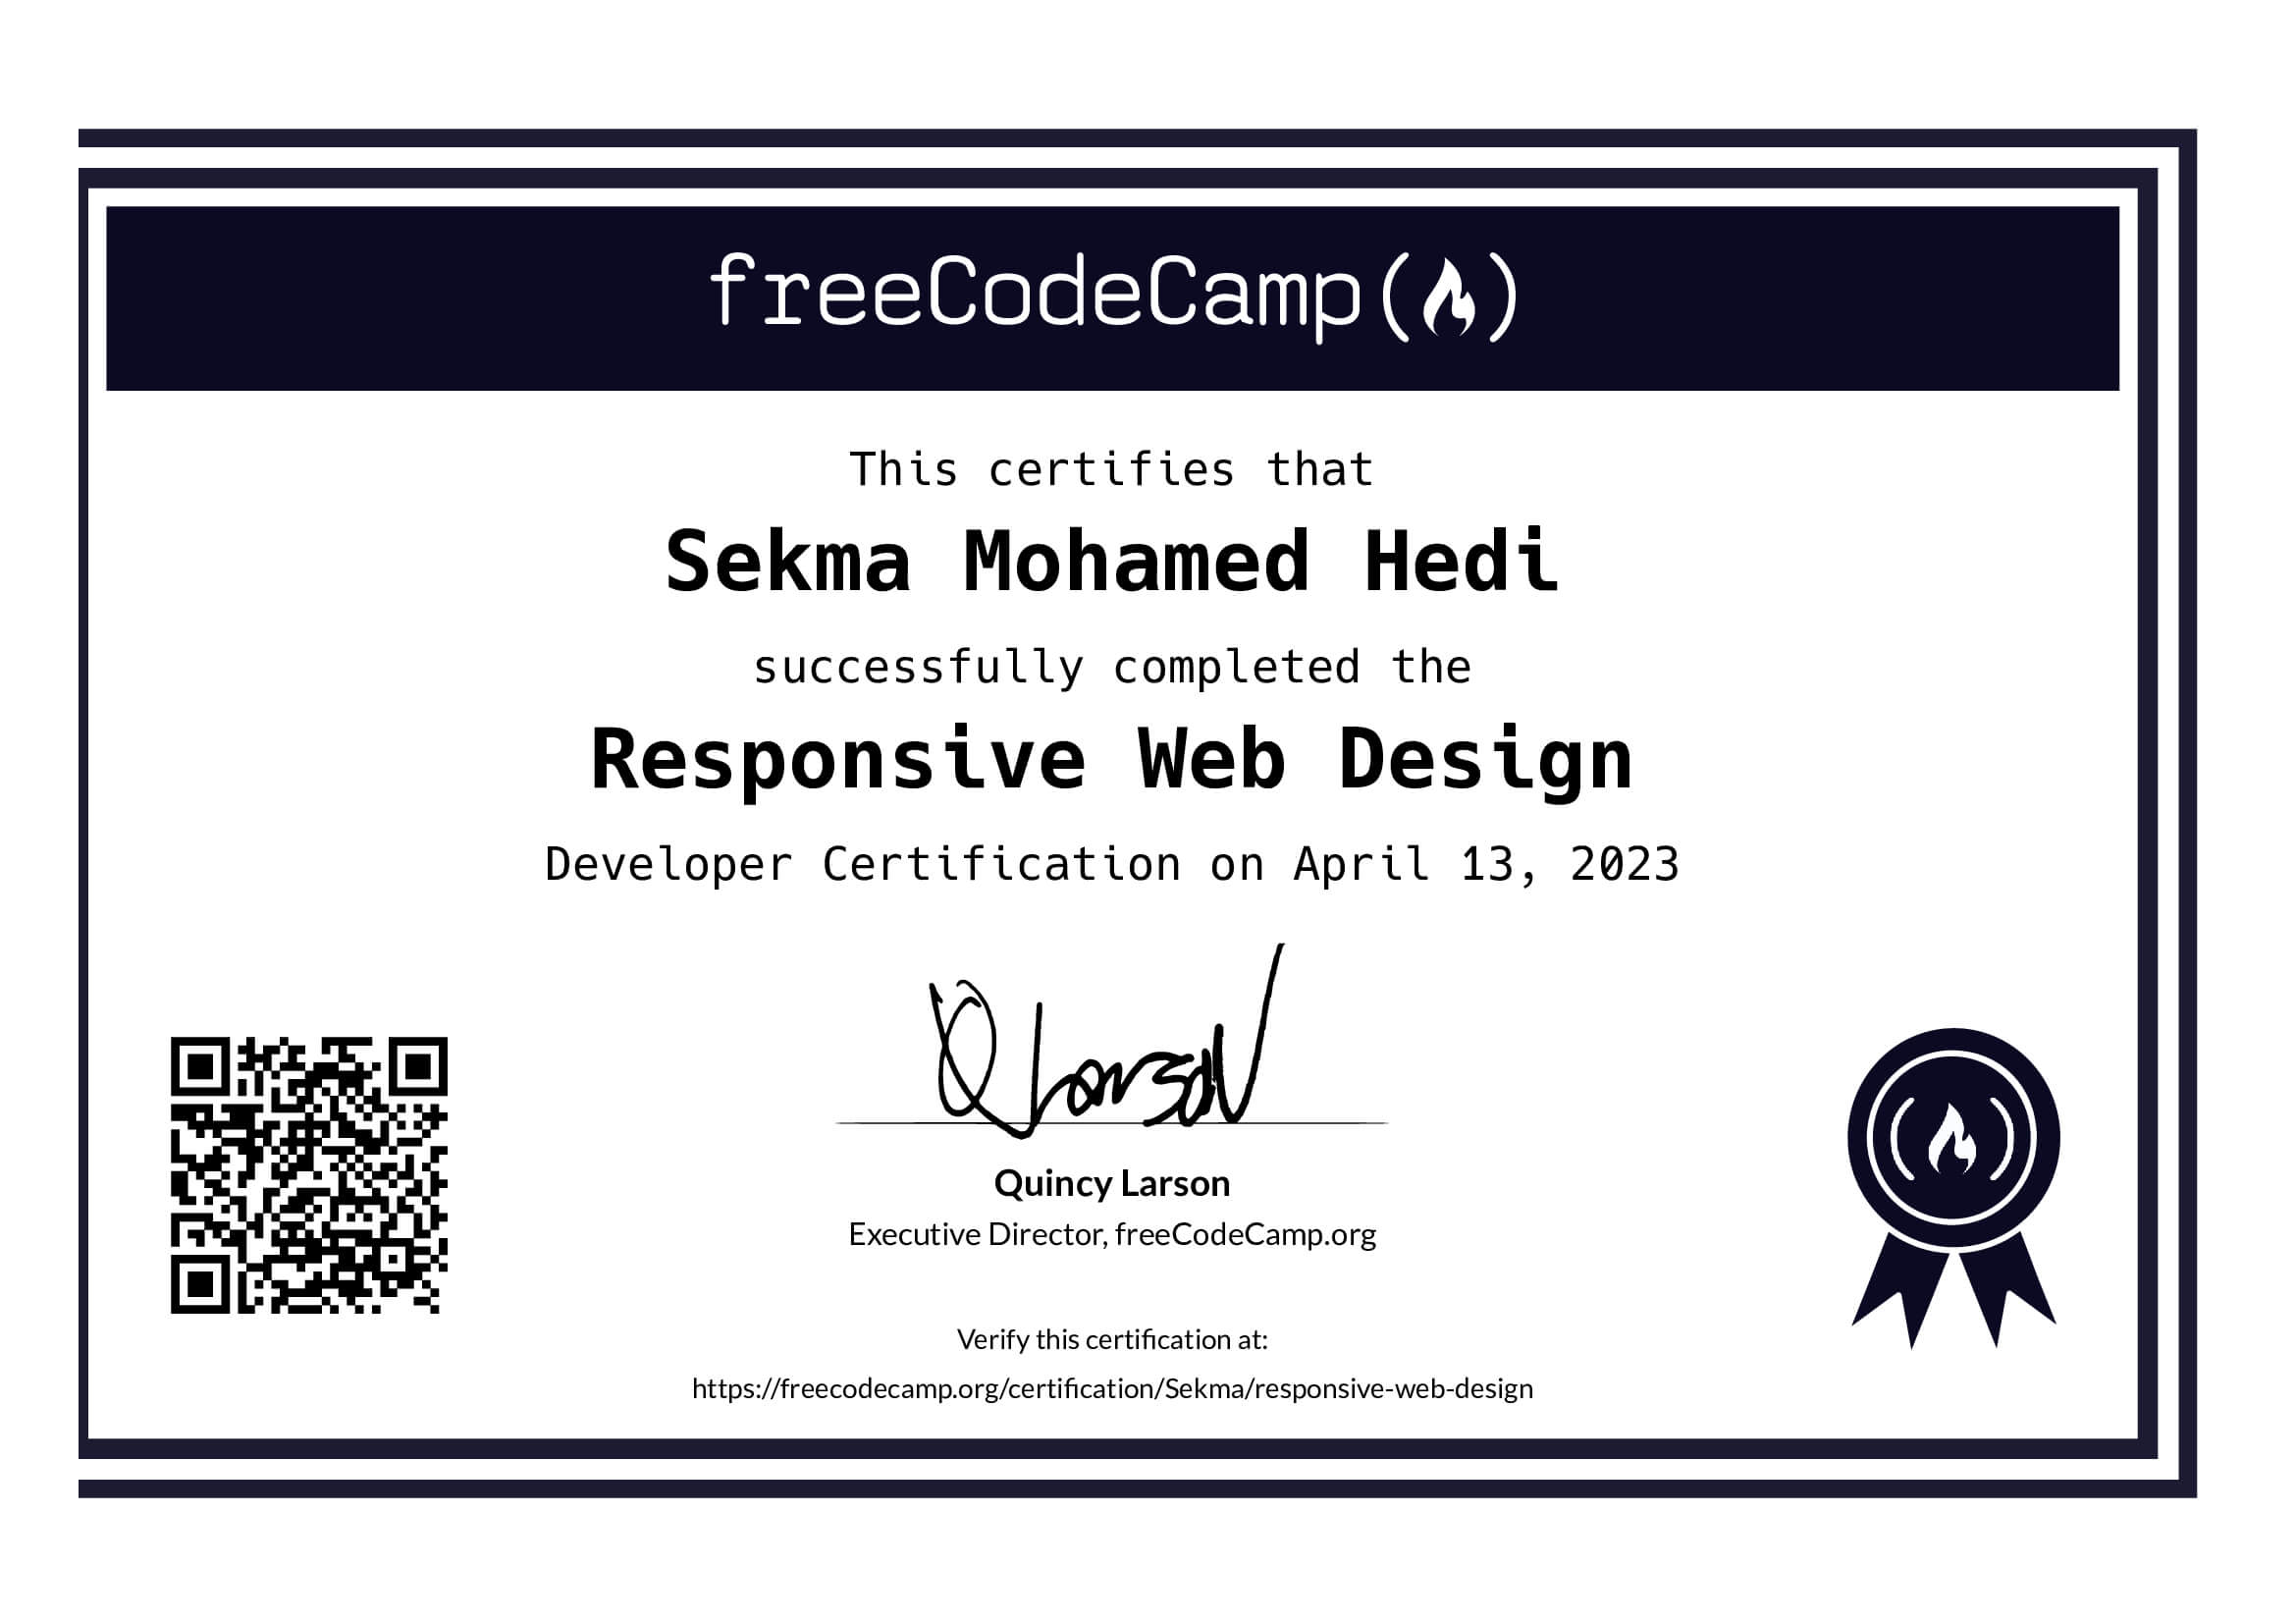 freeCodeCamp
This certifies that
Sekma Mohamed Hedi
successfully completed the
Responsive Web Design
Developer Certification on April 13, 2023
Q Larson
Quincy Larson
Executive Director, freeCodeCamp.org
Verify this certification at:
https://freecodecamp.org/certification/Sekma/responsive-web-design